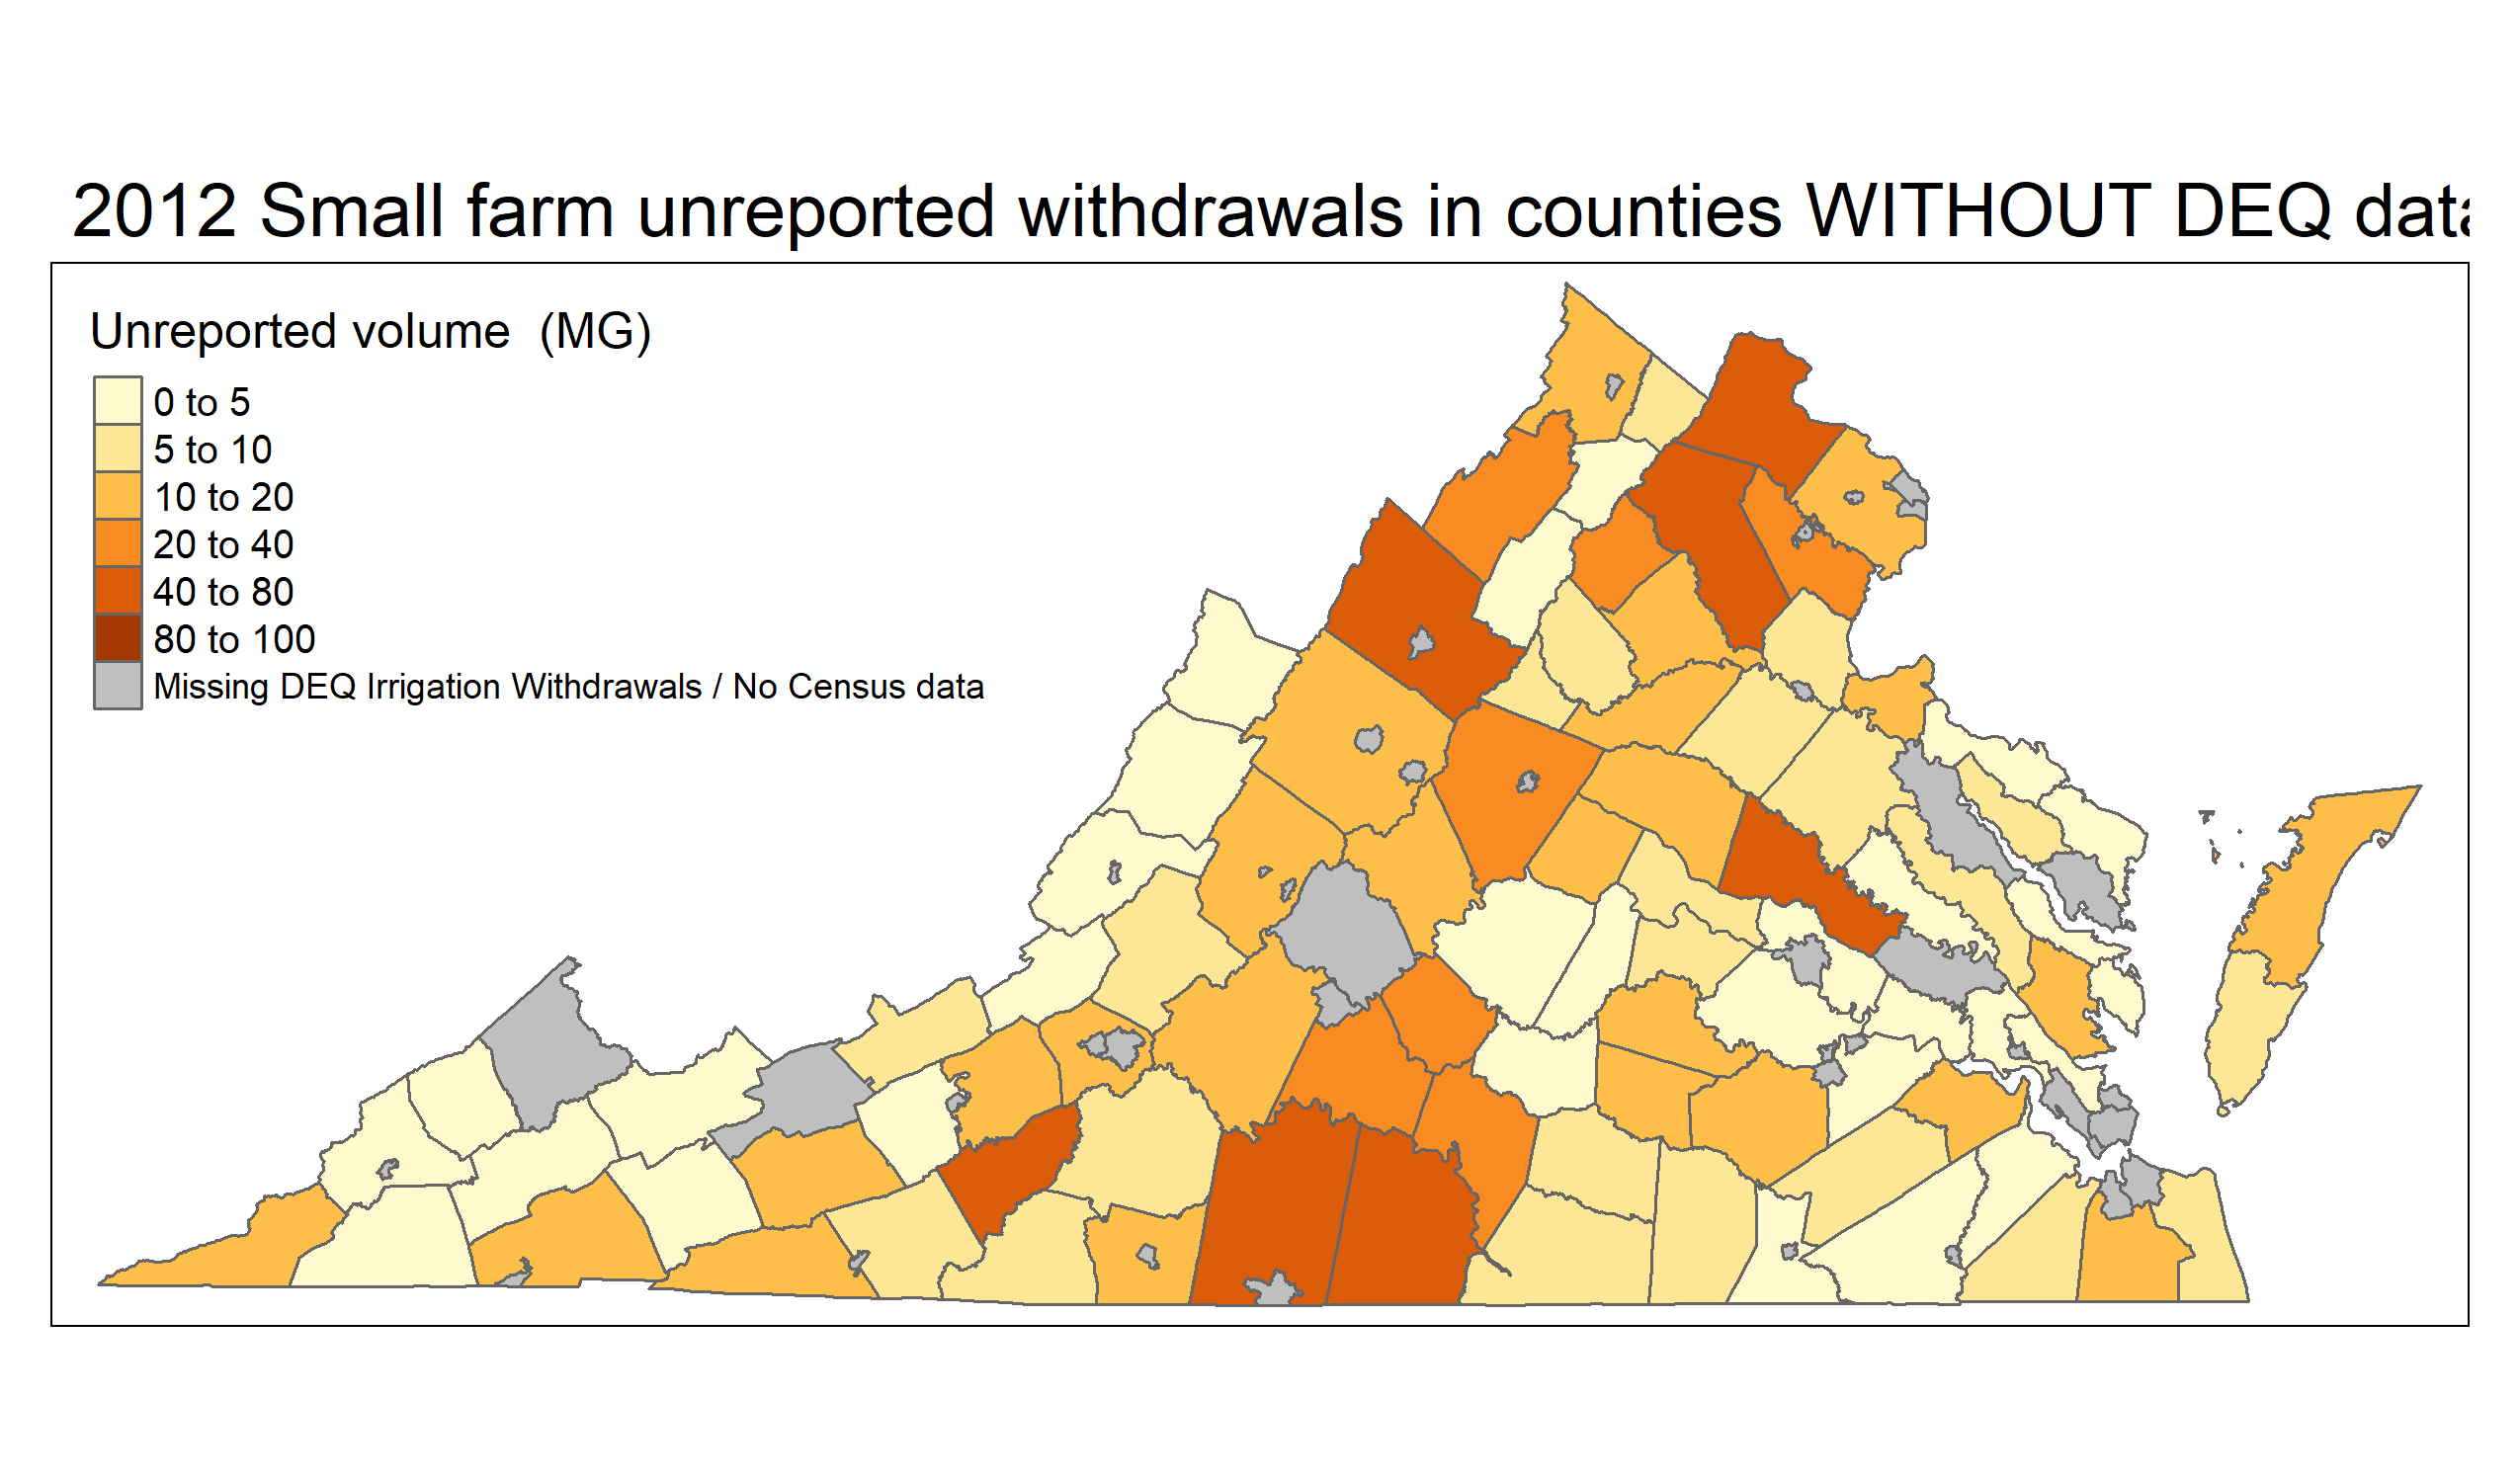 2012 Small farm unreported withdrawals in counties WITHOUT DEQ data
Unreported volume  (MG)
0 to 5
5 to 10
10 to 20
20 to 40
40 to 80
80 to 100
Missing DEQ Irrigation Withdrawals / No Census data